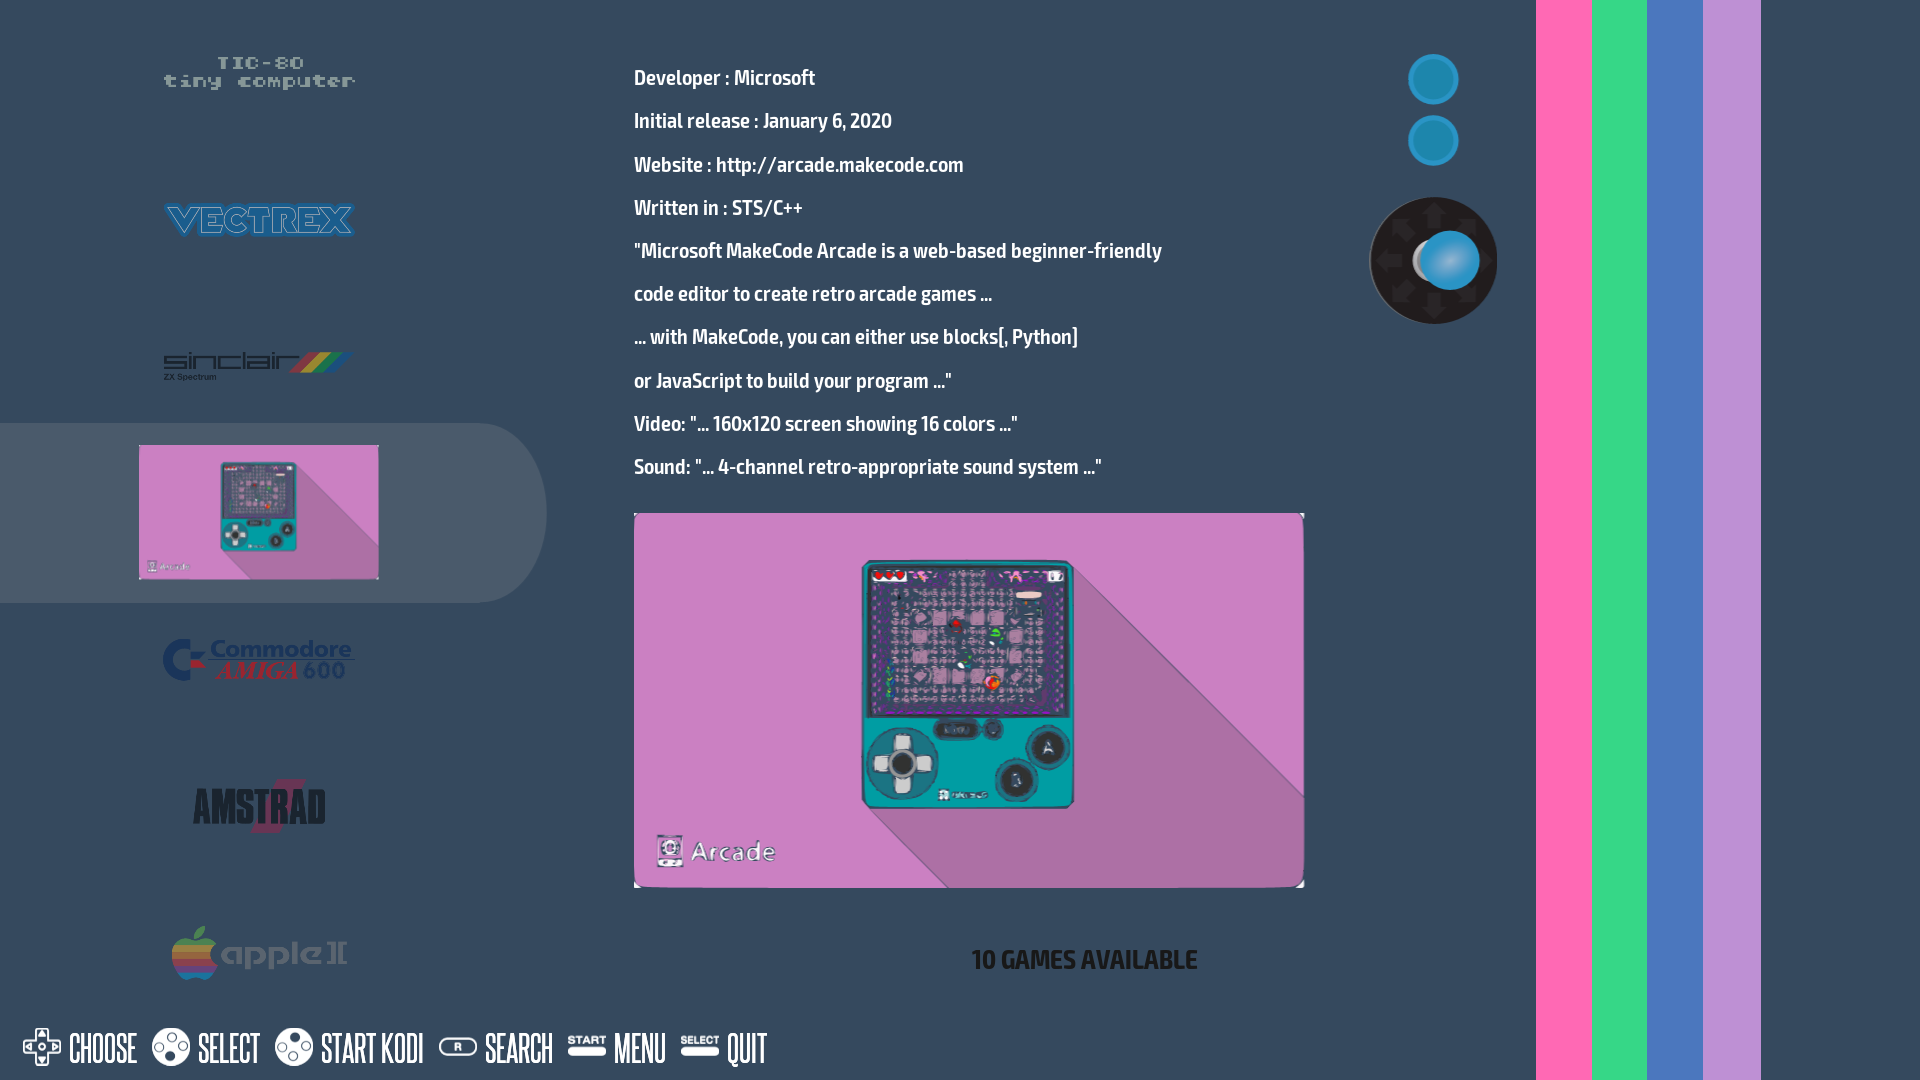 TIC-80
tiny computer
VECTREX
sinclair
ZX Spectrum
Commodore
AMIGA 600
AMSTRAD
apple ][
Developer : Microsoft
Initial release : January 6, 2020
Website : http://arcade.makecode.com
Written in : STS/C++
"Microsoft MakeCode Arcade is a web-based beginner-friendly
code editor to create retro arcade games ...
... with MakeCode, you can either use blocks[, Python]
or JavaScript to build your program ..."
Video: "... 160x120 screen showing 16 colors ..."
Sound: "... 4-channel retro-appropriate sound system ..."
A
Arcade
10 GAMES AVAILABLE
CHOOSE
SELECT
START KODI
R SEARCH
START MENU
SELECT QUIT